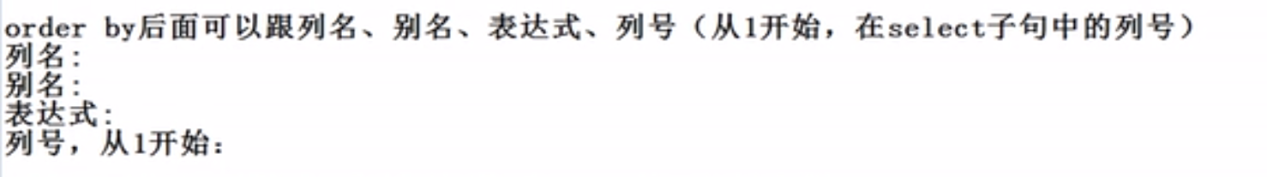 order by后面可以跟列名、别名、表达式、列号（从1开始，在select子句中的列号）
列名:
别名:
表达式:
列号，从1开始：